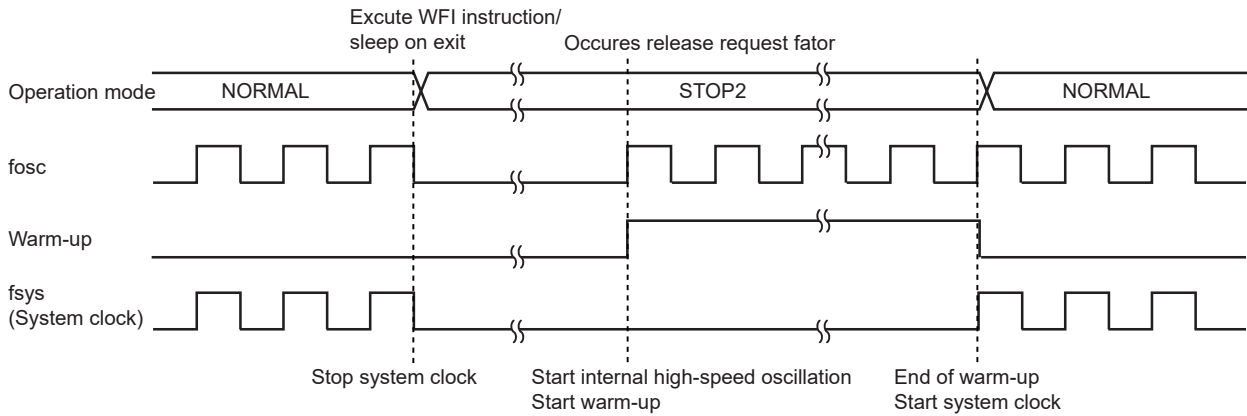 Excute WFI instruction/
sleep on exit
Occures release request fator
Operation mode
NORMAL
STOP2
NORMAL
fosc
Warm-up
fsys
(System clock)
Stop system clock
Start internal high-speed oscillation
Start warm-up
End of warm-up
Start system clock